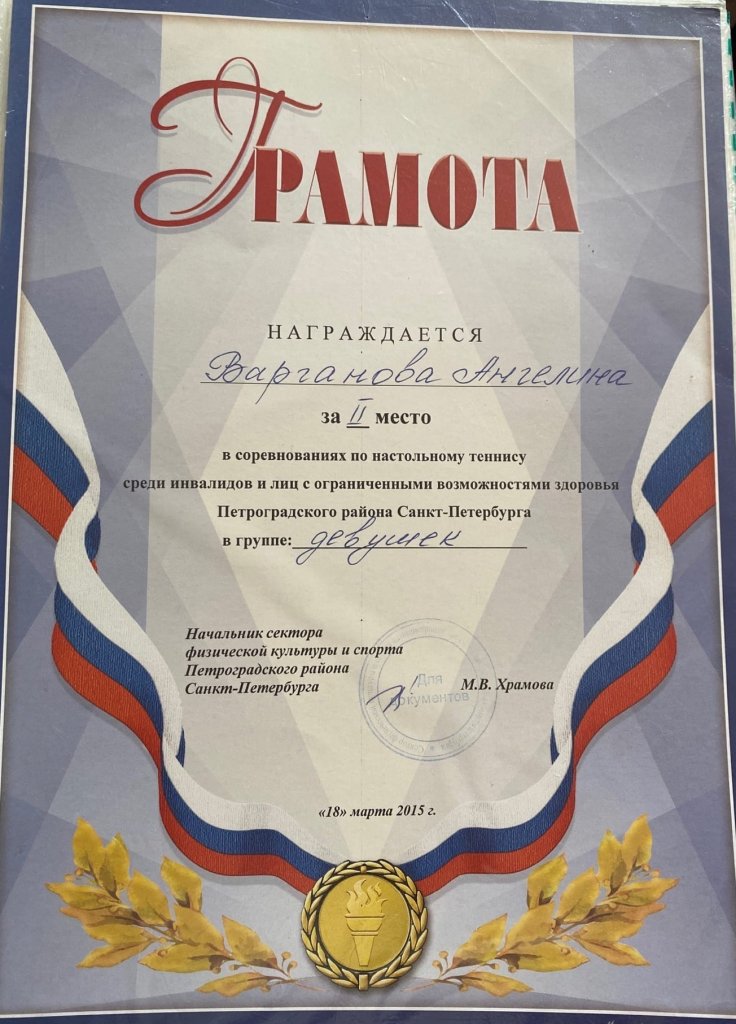 ГРАМОТА
НАГРАЖДАЕТСЯ
Варганова Ангелина
за II место
в соревнованиях по настольному теннису
среди инвалидов и лиц с ограниченными возможностями здоровья
Петроградского района Санкт-Петербурга
в группе: девушек
Начальник сектора
физической культуры и спорта
Петроградского района
Санкт-Петербурга
М.В. Храмова
Для
документов
«18» марта 2015 г.